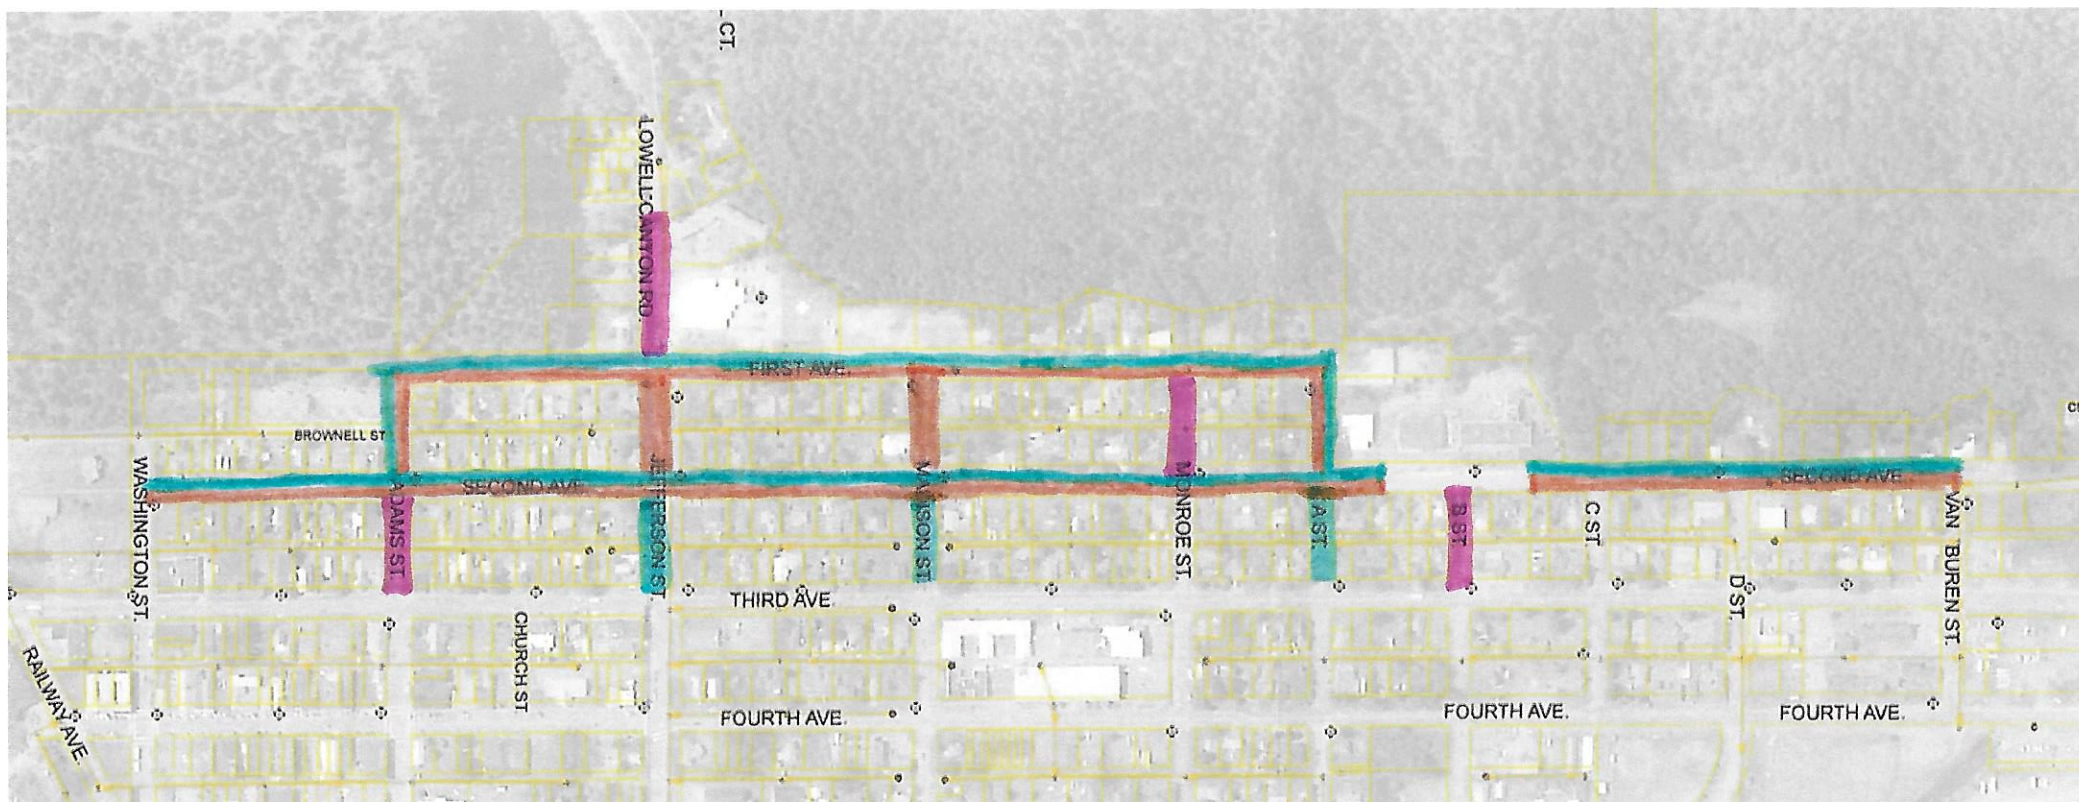 - CT.
LOWELL CANYON RD.
FIRST AVE.
BROWNELL ST
WASHINGTON ST.
SECOND AVE.
ADAMS ST.
JEFFERSON ST.
MADISON ST.
MONROE ST.
A ST.
B ST.
C ST.
SECOND AVE.
D ST.
VAN BUREN ST.
THIRD AVE.
CHURCH ST
RAILWAY AVE.
FOURTH AVE.
FOURTH AVE.
FOURTH AVE.